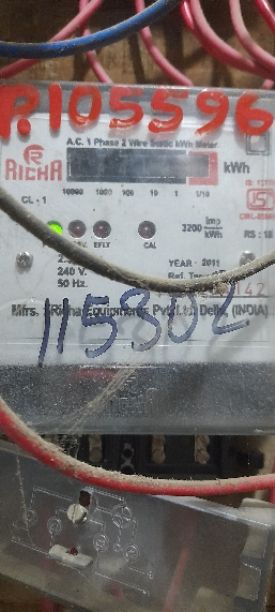 P.105596
A.C. 1 Phase 2 Wire Static kWh Meter
RICHA
kWh
10000 1000 100 10 1 1/10
CL - 1
EFLT CAL
3200 imp/kWh
240 V.
50 Hz.
YEAR - 2011
Mfrs. : Richa Equipments Pvt. Delhi, (INDIA)
142
115802